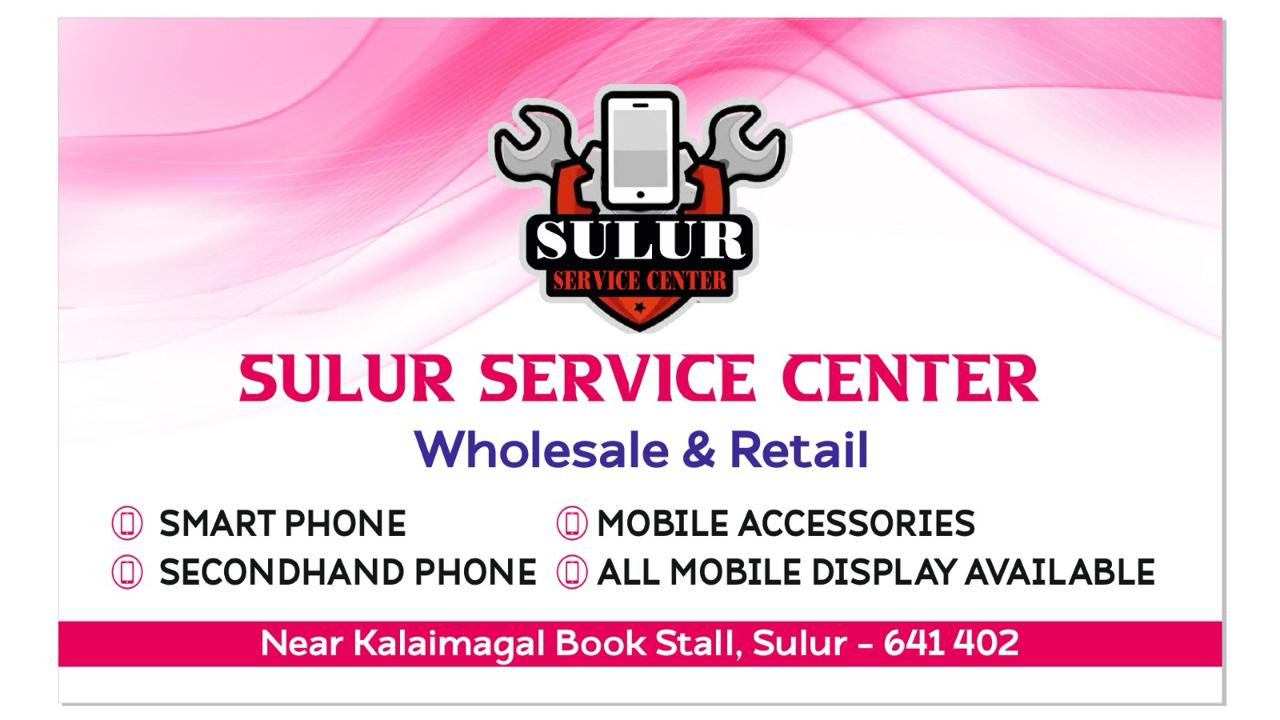 SULUR
SERVICE CENTER
SULUR SERVICE CENTER
Wholesale & Retail
SMART PHONE
MOBILE ACCESSORIES
SECONDHAND PHONE
ALL MOBILE DISPLAY AVAILABLE
Near Kalaimagal Book Stall, Sulur - 641 402